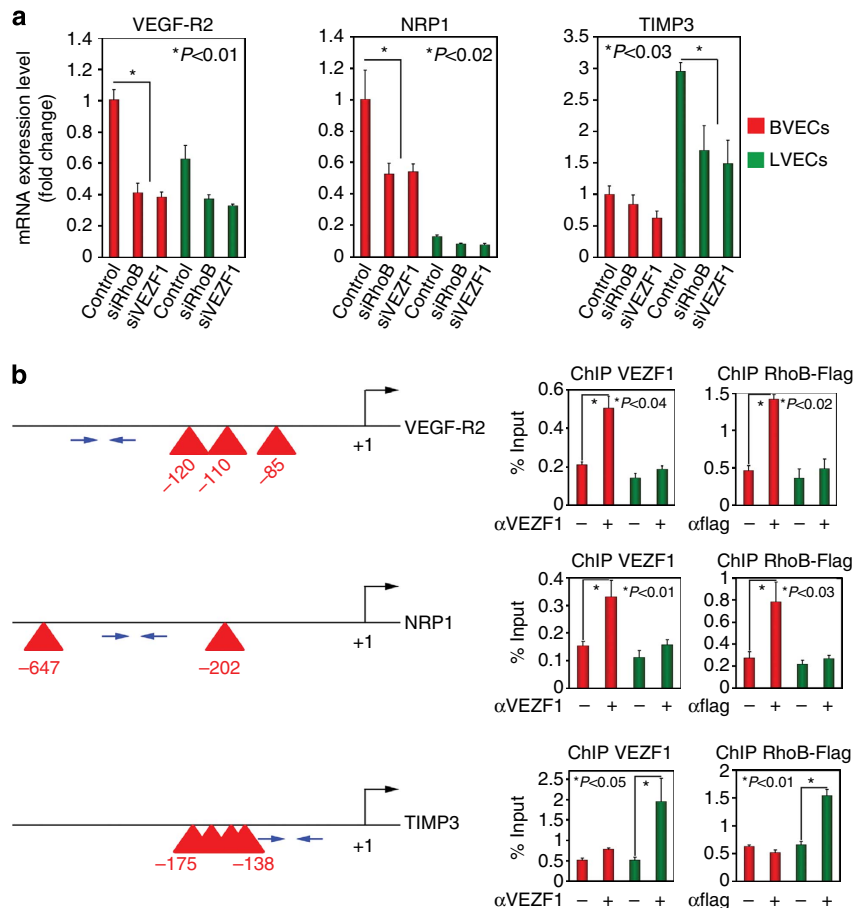 a
VEGF-R2
NRP1
TIMP3
mRNA expression level
(fold change)
1.4
1.2
1
0.8
0.6
0.4
0.2
0
*P<0.01
*
Control
siRhoB
siVEZF1
Control
siRhoB
siVEZF1
1.4
1.2
1
0.8
0.6
0.4
0.2
0
*P<0.02
*
Control
siRhoB
siVEZF1
Control
siRhoB
siVEZF1
3.5
3
2.5
2
1.5
1
0.5
0
*P<0.03
*
Control
siRhoB
siVEZF1
Control
siRhoB
siVEZF1
BVECs
LVECs
b
VEGF-R2
+1
−120
−110
−85
ChIP VEZF1
% Input
0.6
0.4
0.2
0
*
*P<0.04
αVEZF1 − + − +
ChIP RhoB-Flag
1.5
1.0
0.5
0
*
*P<0.02
αflag − + − +
NRP1
+1
−647
−202
ChIP VEZF1
% Input
0.4
0.3
0.2
0.1
0
*
*P<0.01
αVEZF1 − + − +
ChIP RhoB-Flag
1
0.8
0.6
0.4
0.2
0
*
*P<0.03
αflag − + − +
TIMP3
+1
−175
−138
ChIP VEZF1
% Input
2.5
2
1.5
1
0.5
0
*P<0.05
*
αVEZF1 − + − +
ChIP RhoB-Flag
2
1.5
1
0.5
0
*P<0.01
*
αflag − + − +